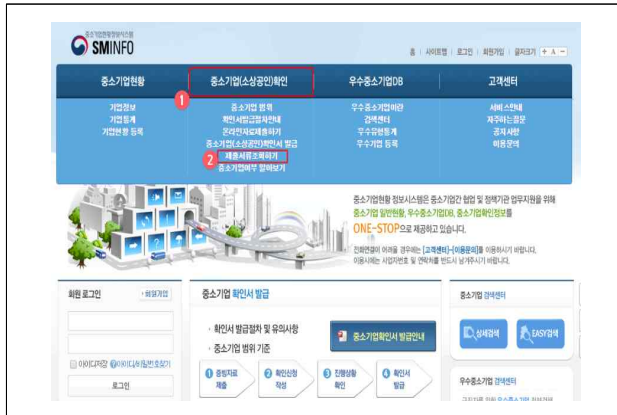 중소기업현황정보시스템
SMINFO
홈 | 사이트맵 | 로그인 | 회원가입 | 글자크기 + A -
중소기업현황
중소기업(소상공인)확인
우수중소기업DB
고객센터
1
기업정보
기업통계
기업현황 등록
중소기업 범위
확인서발급절차안내
온라인자료제출하기
중소기업(소상공인)확인서 발급
2
제출서류조회하기
중소기업여부 알아보기
우수중소기업이란
검색센터
우수유형통계
우수기업 등록
서비스안내
자주하는질문
공지사항
이용문의
중소기업현황 정보시스템은 중소기업간 협업 및 정책기관 업무지원을 위해
중소기업 일반현황, 우수중소기업DB, 중소기업확인정보를
ONE-STOP으로 제공하고 있습니다.
전화연결이 어려울 경우에는 [고객센터]-[이용문의]를 이용하시기 바랍니다.
이용시에는 사업자번호 및 연락처를 반드시 남겨주시기 바랍니다.
회원 로그인
회원가입
아이디저장
아이디/비밀번호찾기
로그인
중소기업 확인서 발급
· 확인서 발급절차 및 유의사항
· 중소기업 범위 기준
중소기업확인서 발급안내
1 증빙자료 제출
2 확인신청 작성
3 진행상황 확인
4 확인서 발급
중소기업 검색센터
상세검색
EASY검색
우수중소기업 검색센터